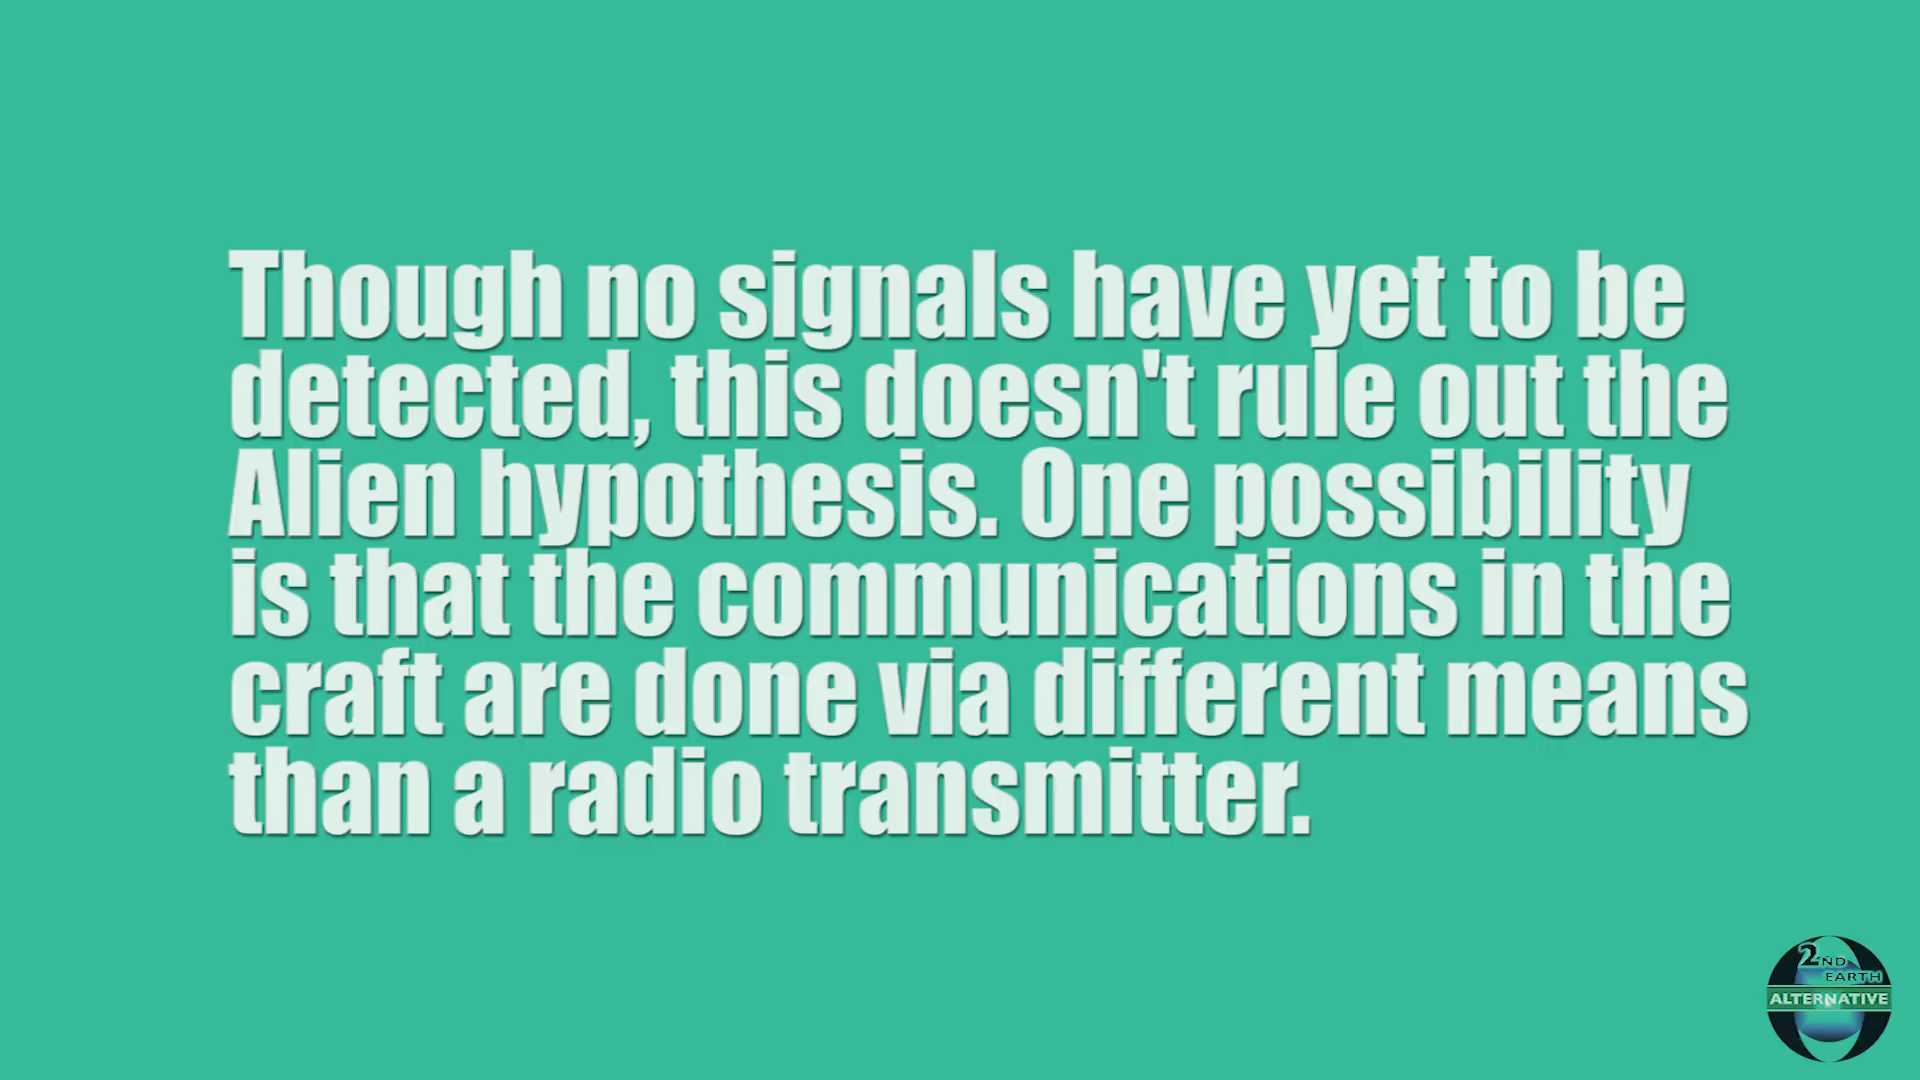 Though no signals have yet to be
detected, this doesn't rule out the
Alien hypothesis. One possibility
is that the communications in the
craft are done via different means
than a radio transmitter.
2ND
EARTH
ALTERNATIVE